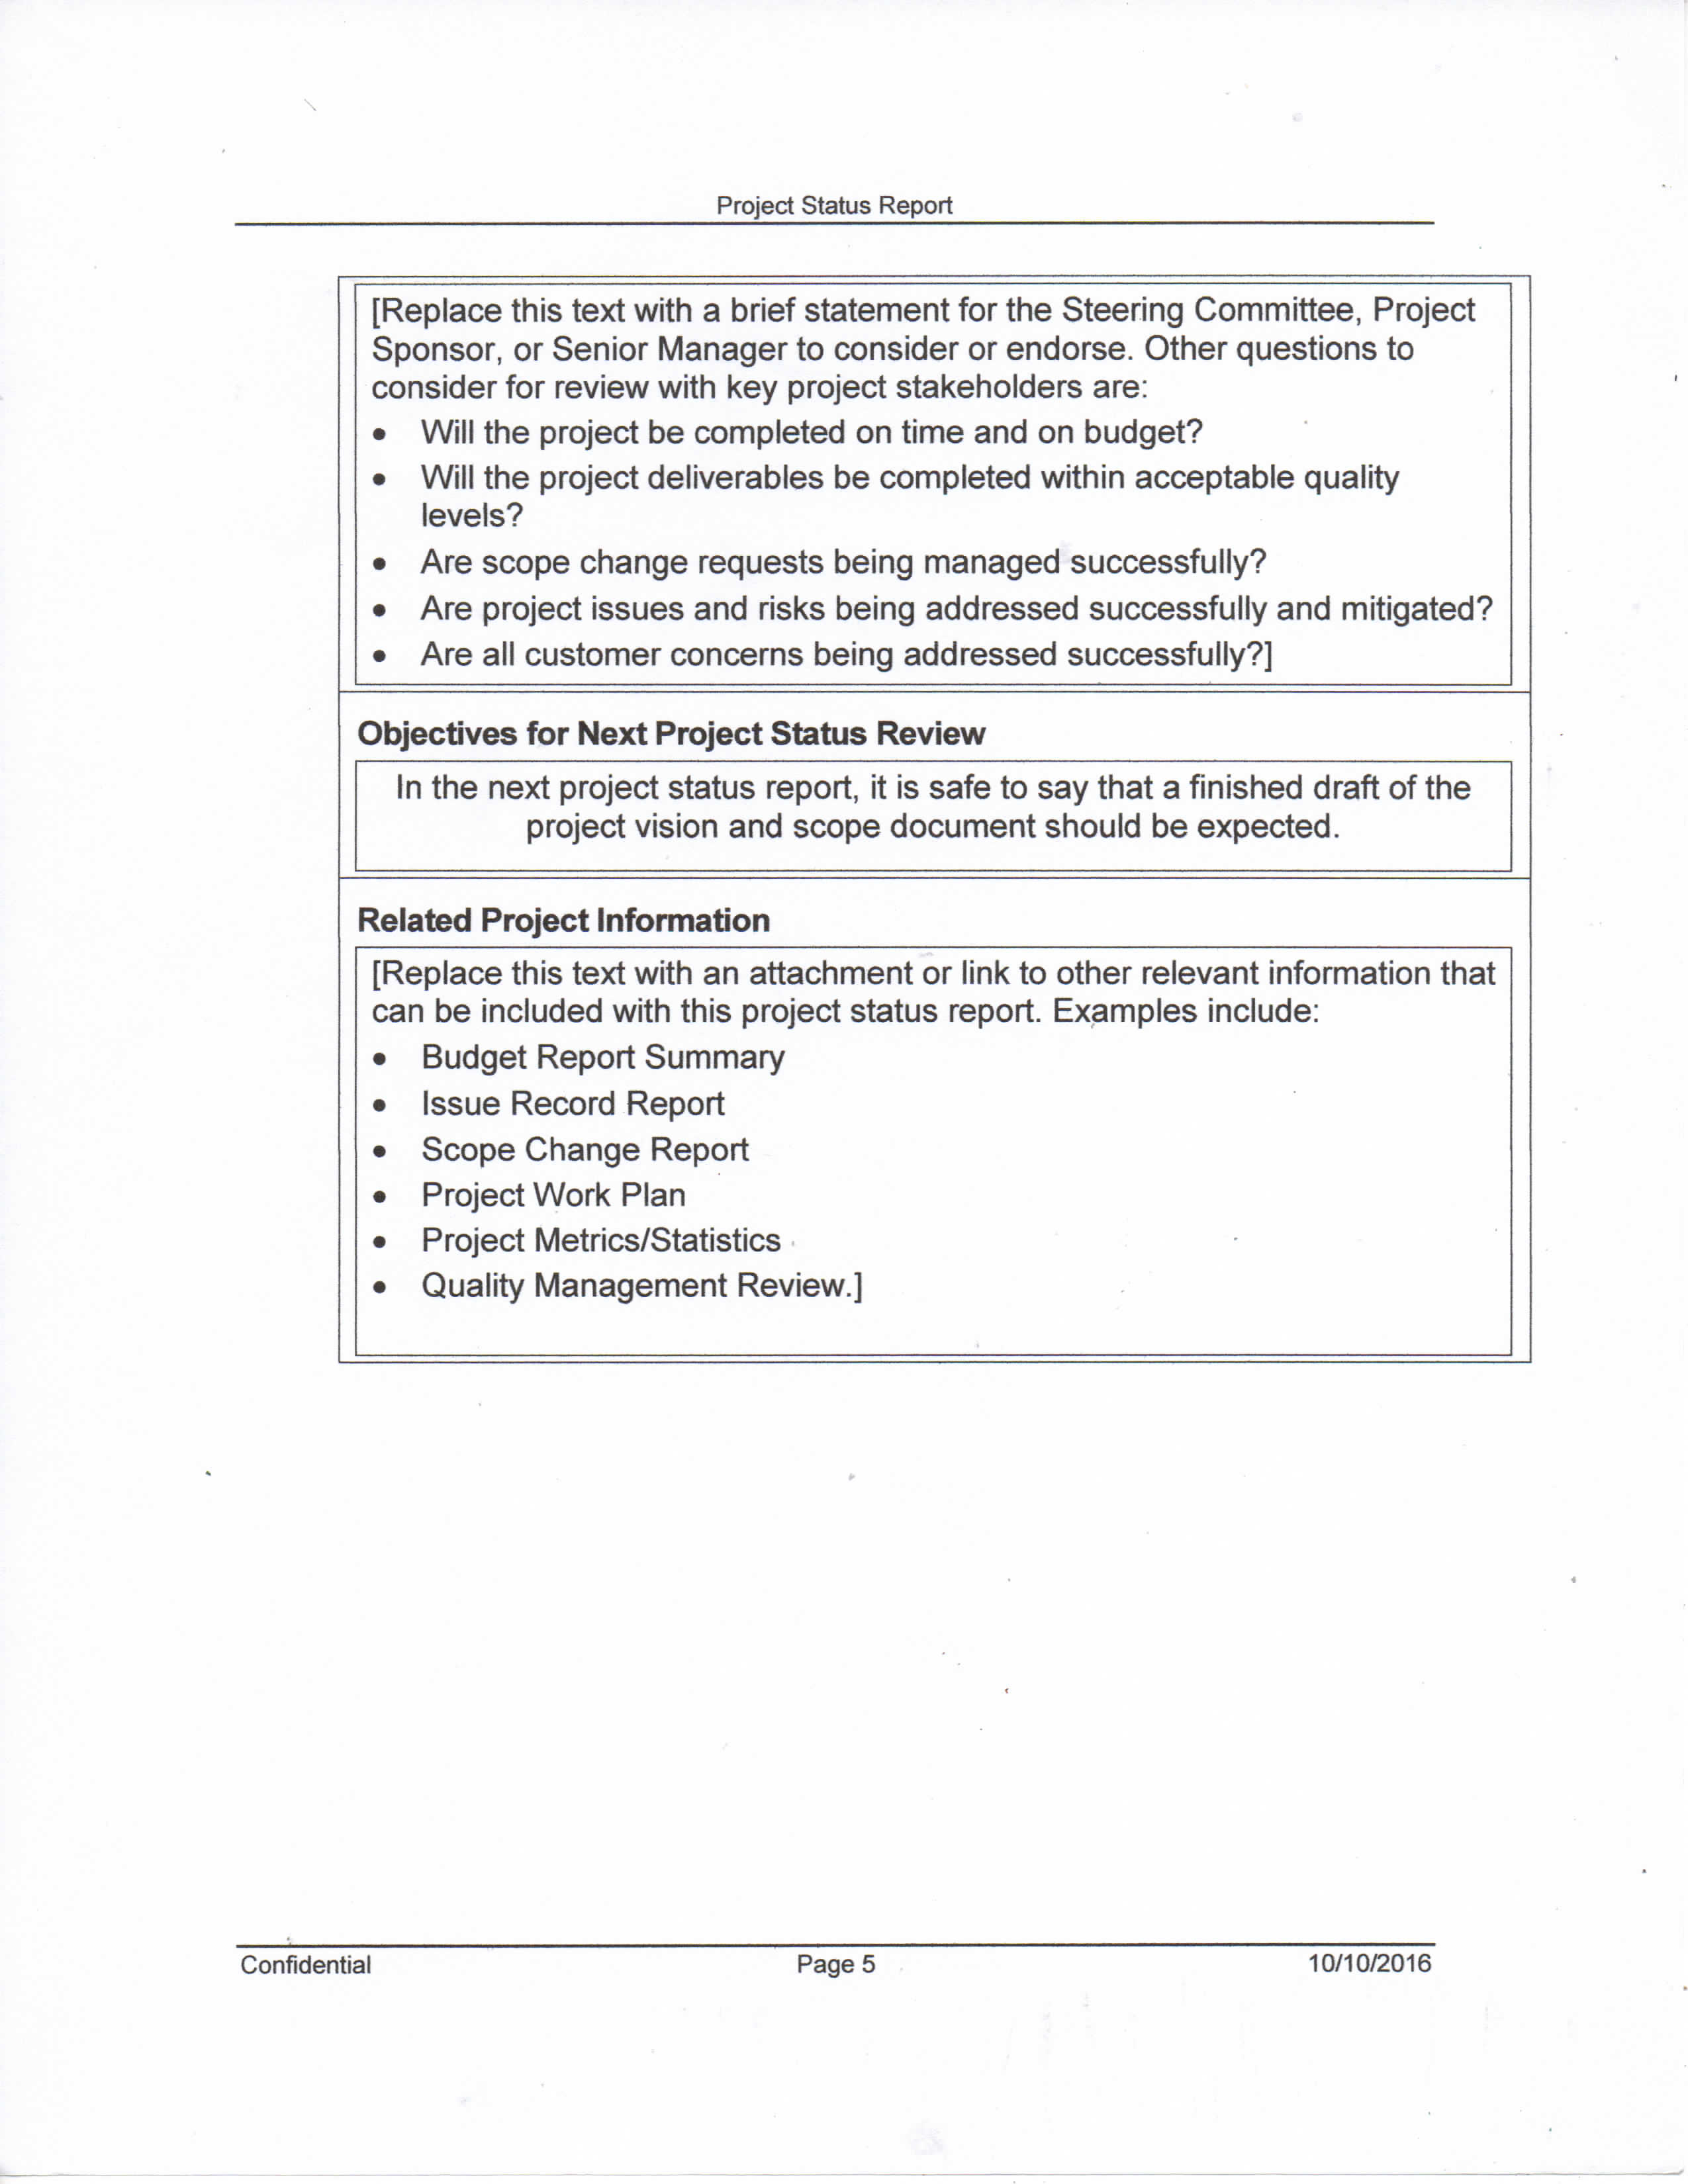 Project Status Report
[Replace this text with a brief statement for the Steering Committee, Project
Sponsor, or Senior Manager to consider or endorse. Other questions to
consider for review with key project stakeholders are:
• Will the project be completed on time and on budget?
• Will the project deliverables be completed within acceptable quality
levels?
• Are scope change requests being managed successfully?
• Are project issues and risks being addressed successfully and mitigated?
• Are all customer concerns being addressed successfully?]
Objectives for Next Project Status Review
In the next project status report, it is safe to say that a finished draft of the
project vision and scope document should be expected.
Related Project Information
[Replace this text with an attachment or link to other relevant information that
can be included with this project status report. Examples include:
• Budget Report Summary
• Issue Record Report
• Scope Change Report
• Project Work Plan
• Project Metrics/Statistics
• Quality Management Review.]
Confidential Page 5 10/10/2016